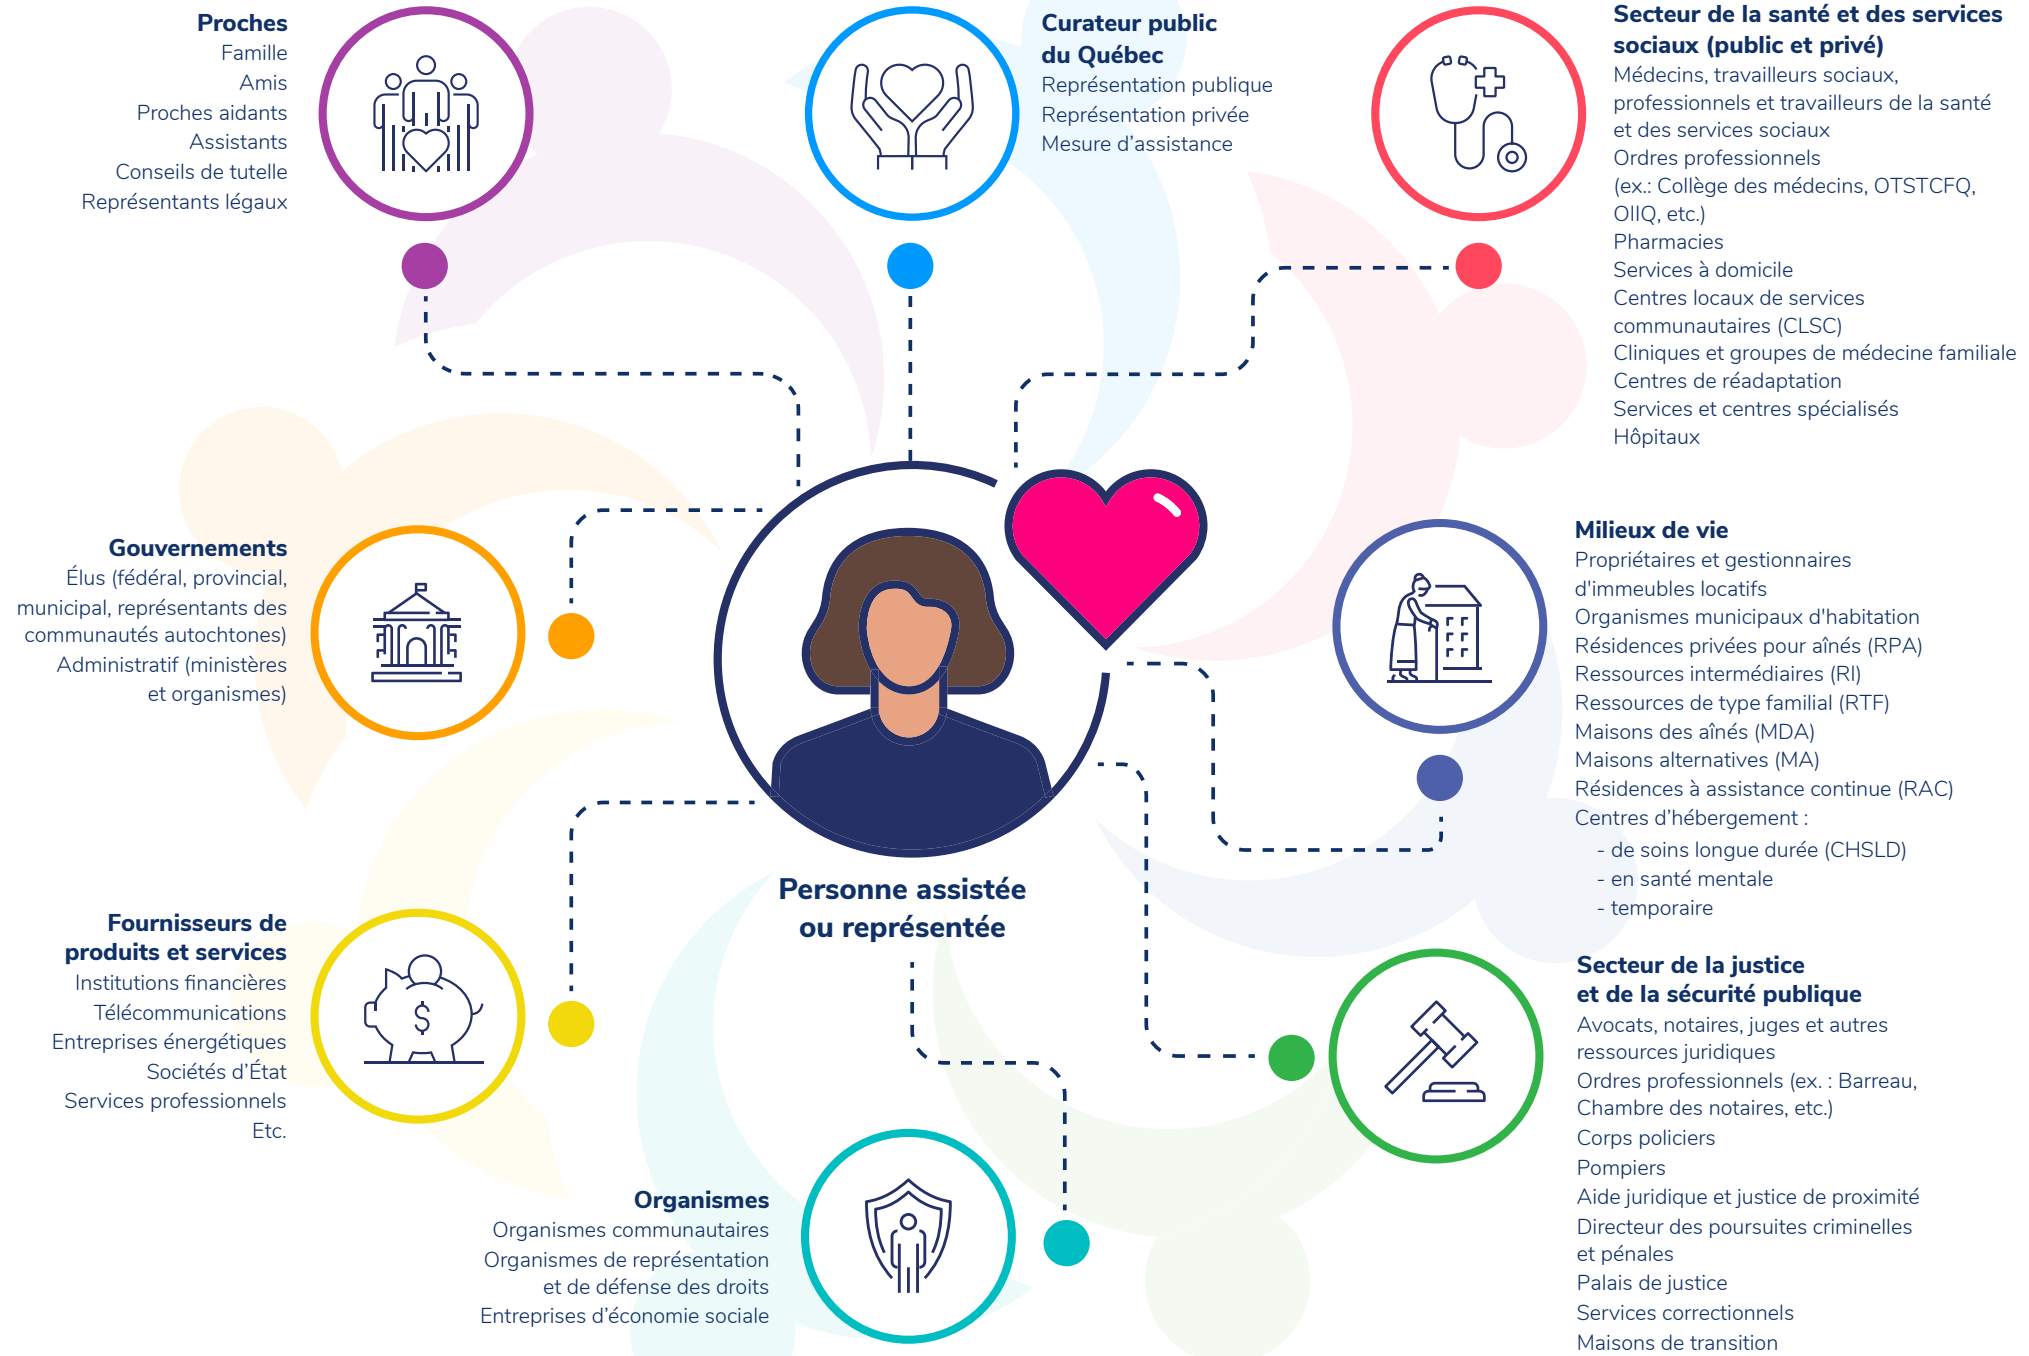 Proches
Famille
Amis
Proches aidants
Assistants
Conseils de tutelle
Représentants légaux
Curateur public
du Québec
Représentation publique
Représentation privée
Mesure d’assistance
Secteur de la santé et des services
sociaux (public et privé)
Médecins, travailleurs sociaux,
professionnels et travailleurs de la santé
et des services sociaux
Ordres professionnels
(ex.: Collège des médecins, OTSTCFQ,
OIIQ, etc.)
Pharmacies
Services à domicile
Centres locaux de services
communautaires (CLSC)
Cliniques et groupes de médecine familiale
Centres de réadaptation
Services et centres spécialisés
Hôpitaux
Gouvernements
Élus (fédéral, provincial,
municipal, représentants des
communautés autochtones)
Administratif (ministères
et organismes)
Milieux de vie
Propriétaires et gestionnaires
d'immeubles locatifs
Organismes municipaux d'habitation
Résidences privées pour aînés (RPA)
Ressources intermédiaires (RI)
Ressources de type familial (RTF)
Maisons des aînés (MDA)
Maisons alternatives (MA)
Résidences à assistance continue (RAC)
Centres d’hébergement :
- de soins longue durée (CHSLD)
- en santé mentale
- temporaire
Personne assistée
ou représentée
Fournisseurs de
produits et services
Institutions financières
Télécommunications
Entreprises énergétiques
Sociétés d’État
Services professionnels
Etc.
$
Secteur de la justice
et de la sécurité publique
Avocats, notaires, juges et autres
ressources juridiques
Ordres professionnels (ex. : Barreau,
Chambre des notaires, etc.)
Corps policiers
Pompiers
Aide juridique et justice de proximité
Directeur des poursuites criminelles
et pénales
Palais de justice
Services correctionnels
Maisons de transition
Organismes
Organismes communautaires
Organismes de représentation
et de défense des droits
Entreprises d’économie sociale